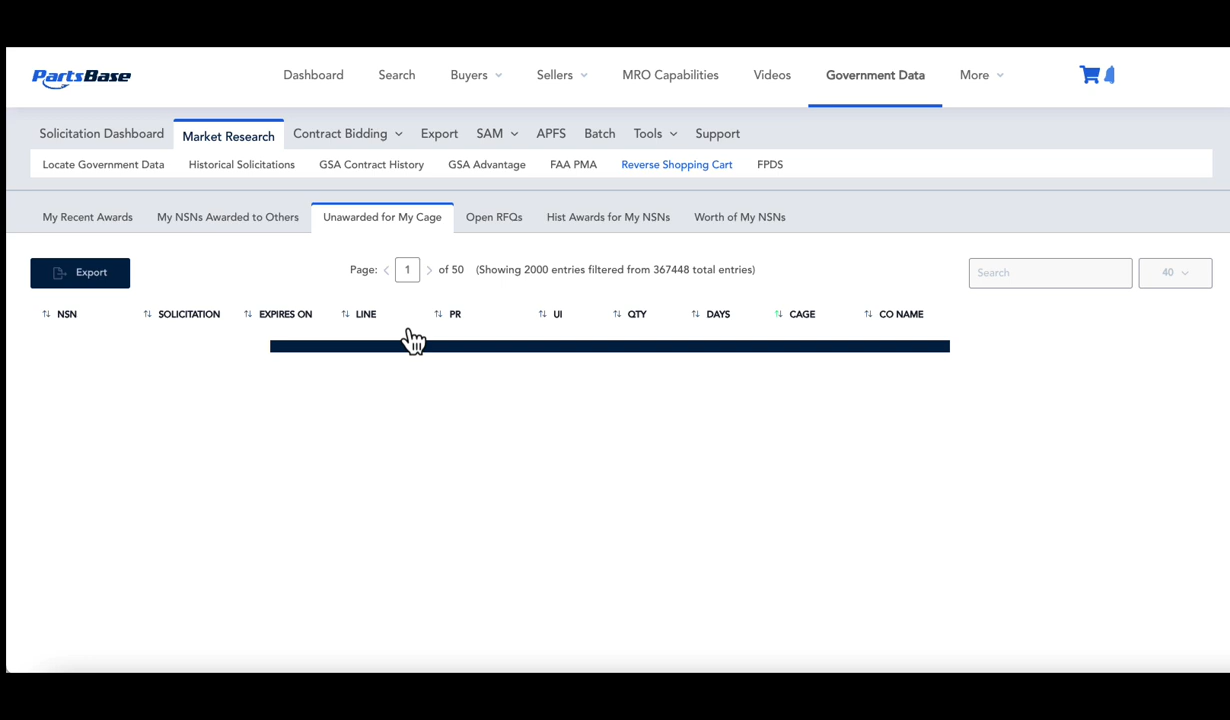 PartsBase Dashboard Search Buyers Sellers MRO Capabilities Videos Government Data More
Solicitation Dashboard Market Research Contract Bidding Export SAM APFS Batch Tools Support
Locate Government Data Historical Solicitations GSA Contract History GSA Advantage FAA PMA Reverse Shopping Cart FPDS
My Recent Awards My NSNs Awarded to Others Unawarded for My Cage Open RFQs Hist Awards for My NSNs Worth of My NSNs
Export Page: 1 of 50 (Showing 2000 entries filtered from 367448 total entries) Search 40
NSN SOLICITATION EXPIRES ON LINE PR UI QTY DAYS CAGE CO NAME